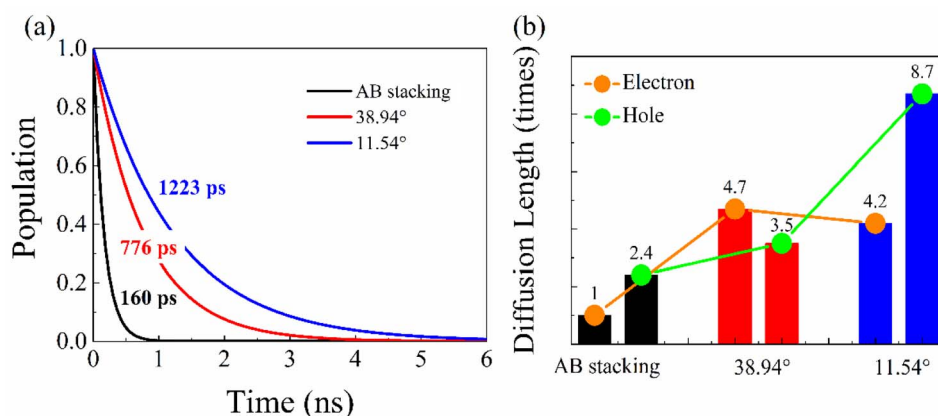 (a)
Population
1.0
0.8
0.6
0.4
0.2
0.0
AB stacking
38.94°
11.54°
1223 ps
776 ps
160 ps
0 1 2 3 4 5 6
Time (ns)
(b)
Diffusion Length (times)
Electron
Hole
1
2.4
4.7
3.5
4.2
8.7
AB stacking 38.94° 11.54°